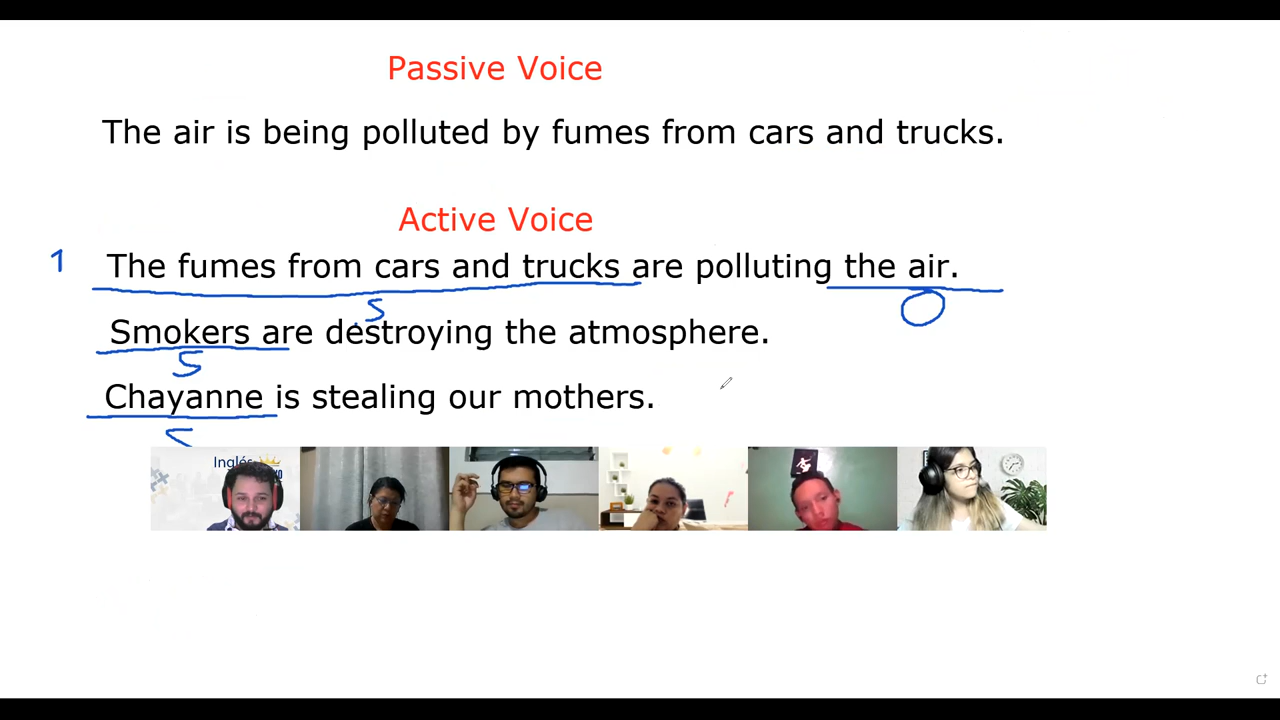 Passive Voice
The air is being polluted by fumes from cars and trucks.
Active Voice
1 The fumes from cars and trucks are polluting the air.
S O
Smokers are destroying the atmosphere.
S
Chayanne is stealing our mothers.
S
Inglés